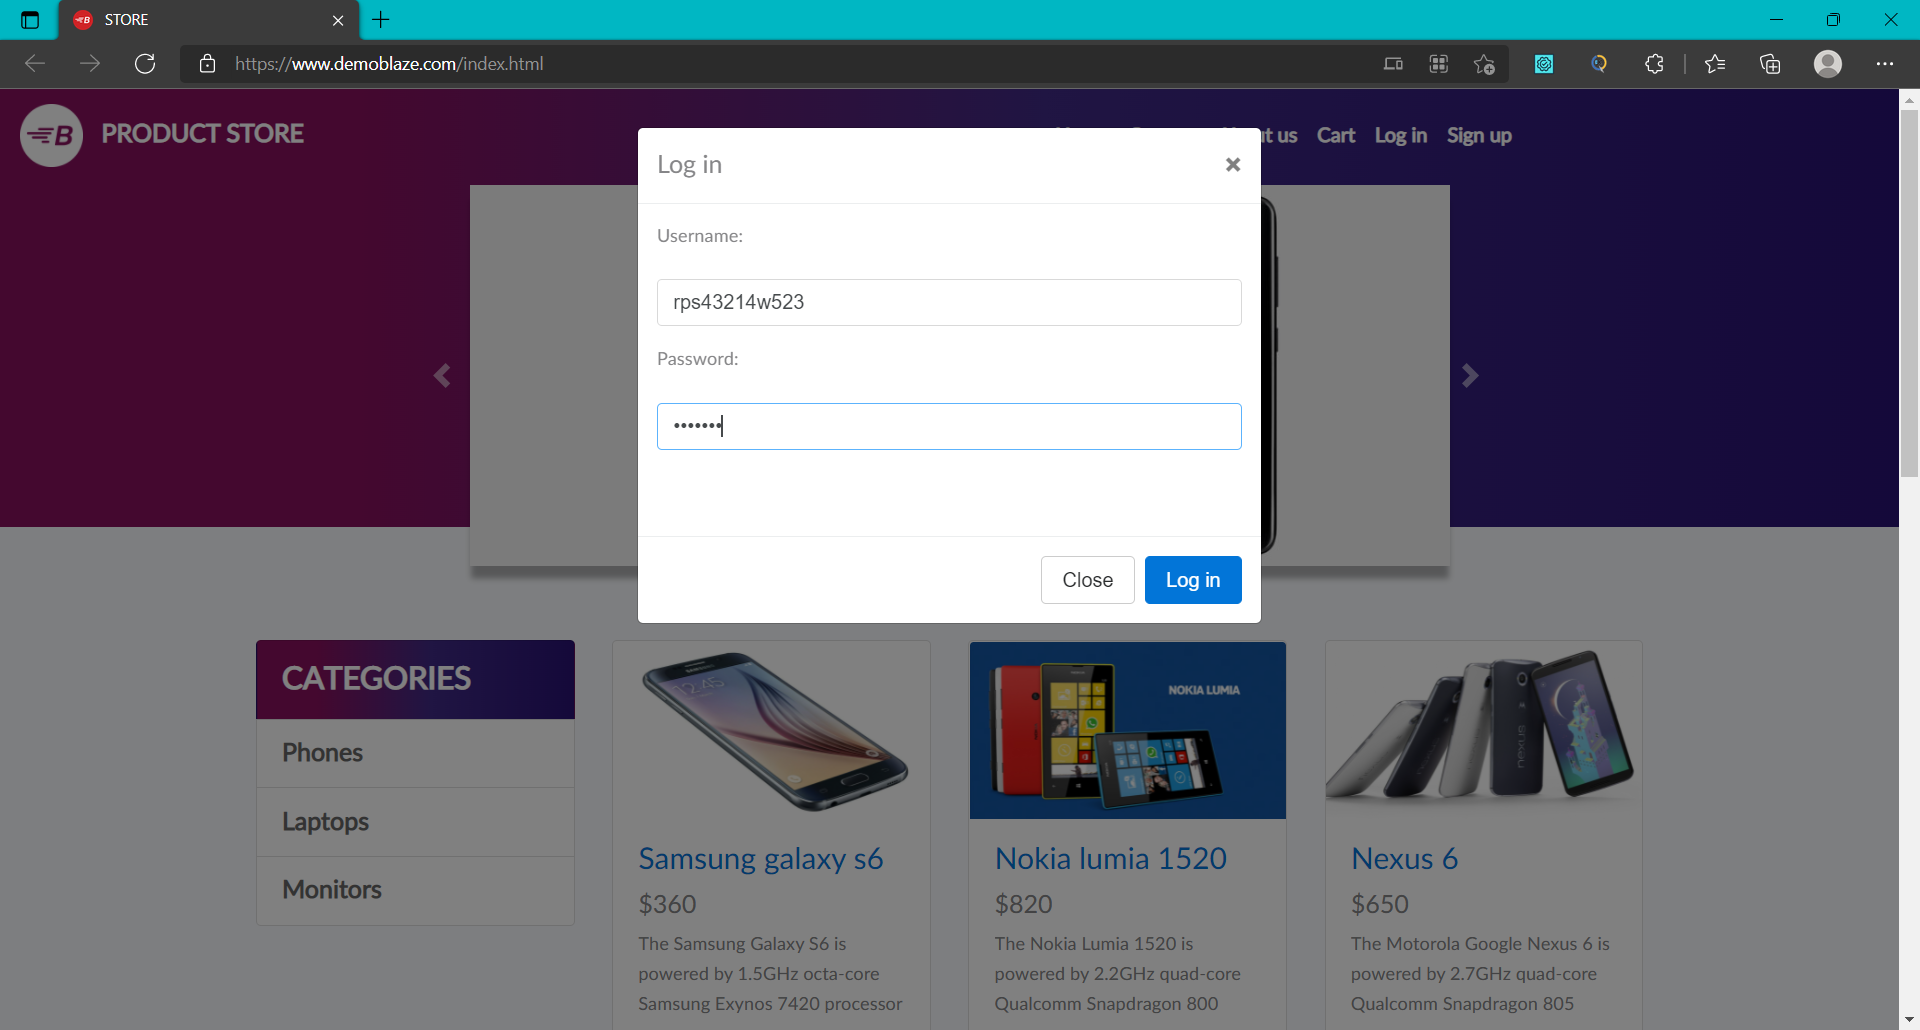 STORE
https://www.demoblaze.com/index.html
B PRODUCT STORE
ut us Cart Log in Sign up
Log in
Username:
rps43214w523
Password:
•••••••
Close Log in
CATEGORIES
Phones
Laptops
Monitors
12:45
Samsung galaxy s6
$360
The Samsung Galaxy S6 is
powered by 1.5GHz octa-core
Samsung Exynos 7420 processor
NOKIA LUMIA
Nokia lumia 1520
$820
The Nokia Lumia 1520 is
powered by 2.2GHz quad-core
Qualcomm Snapdragon 800
nexus
Nexus 6
$650
The Motorola Google Nexus 6 is
powered by 2.7GHz quad-core
Qualcomm Snapdragon 805